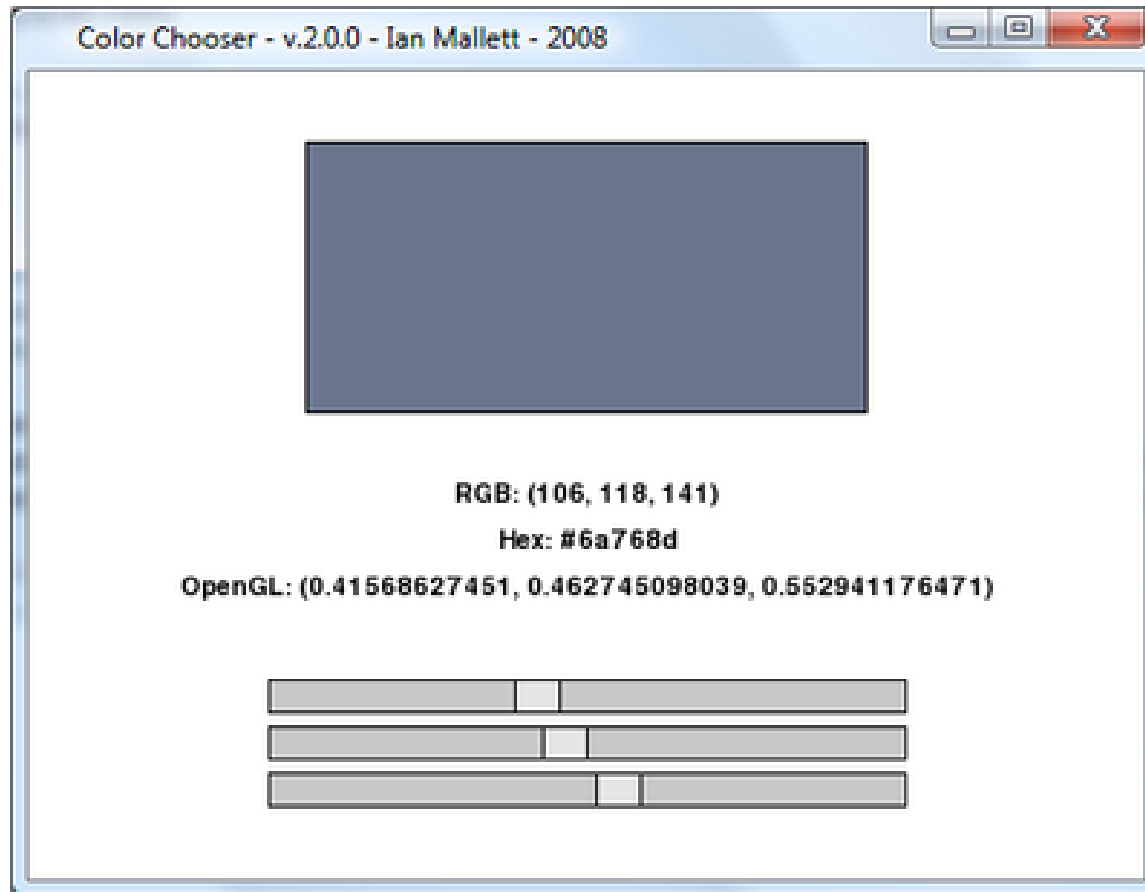 Color Chooser - v.2.0.0 - Ian Mallett - 2008
RGB: (106, 118, 141)
Hex: #6a768d
OpenGL: (0.41568627451, 0.462745098039, 0.552941176471)